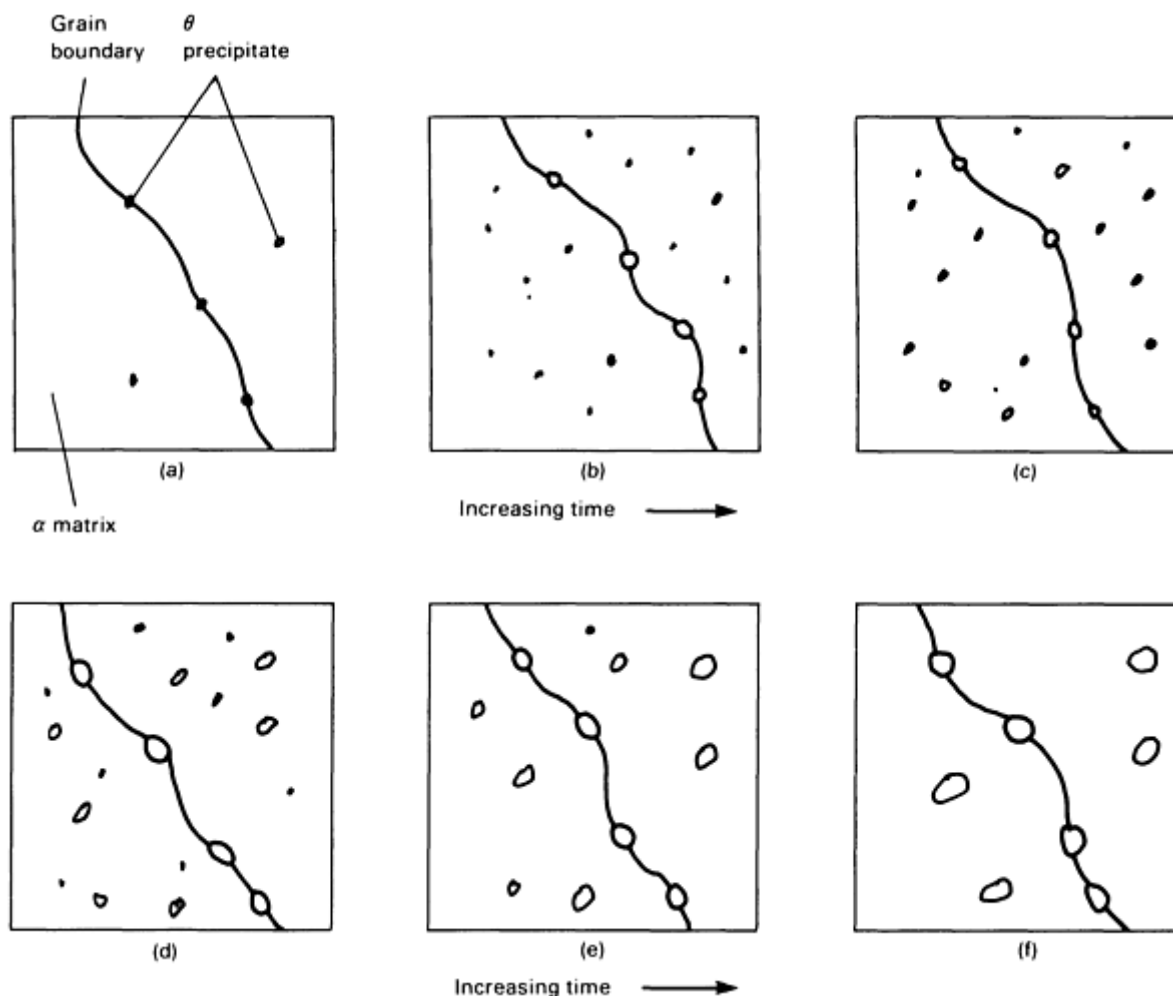 Grain
boundary
θ
precipitate
(a)
(b)
(c)
α matrix
Increasing time
(d)
(e)
(f)
Increasing time